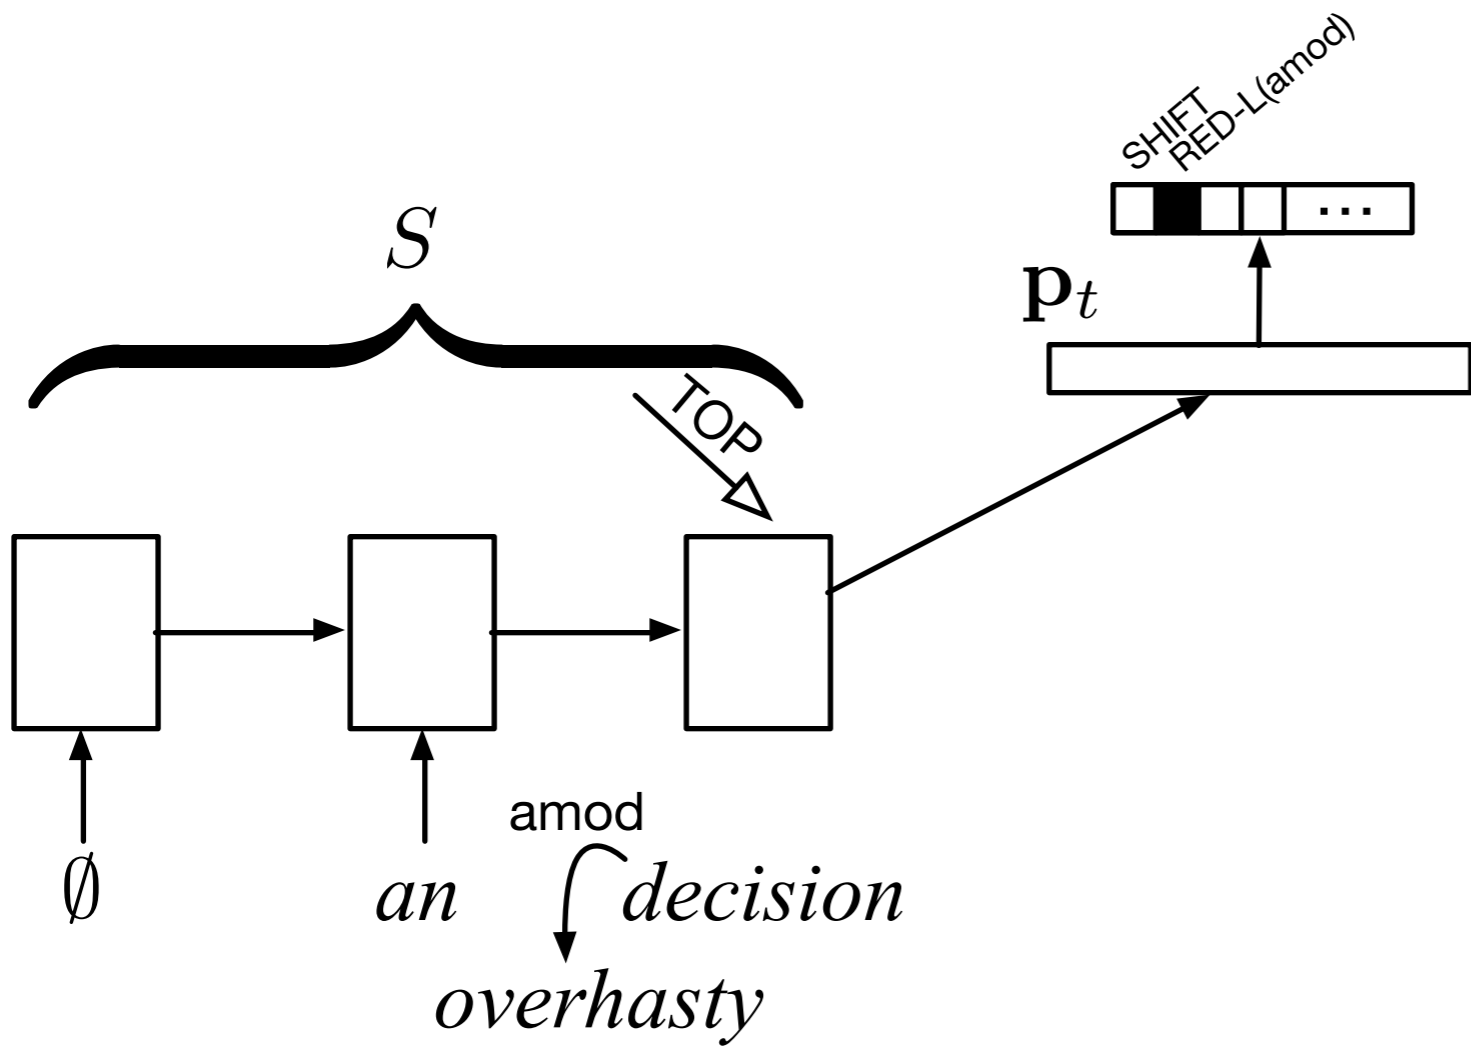 SHIFT
RED-L(amod)
...
S
p_t
TOP
amod
∅ an decision
overhasty